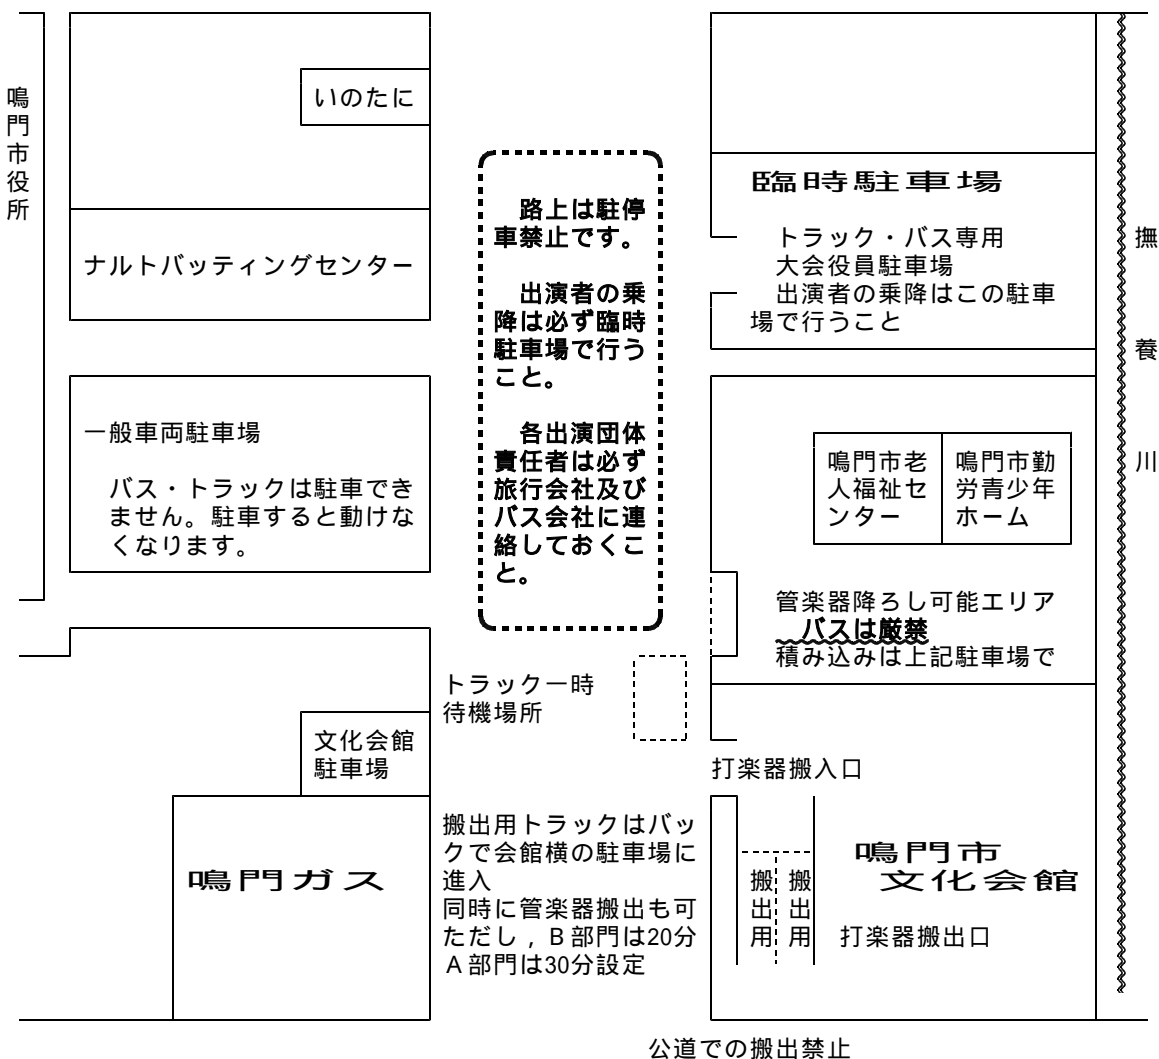 鳴門市役所
いのたに
ナルトバッティングセンター
一般車両駐車場
バス・トラックは駐車でき
ません。駐車すると動けな
くなります。
文化会館
駐車場
鳴門ガス
路上は駐停
車禁止です。
出演者の乗
降は必ず臨時
駐車場で行う
こと。
各出演団体
責任者は必ず
旅行会社及び
バス会社に連
絡しておくこ
と。
トラック一時
待機場所
搬出用トラックはバッ
クで会館横の駐車場に
進入
同時に管楽器搬出も可
ただし，Ｂ部門は20分
Ａ部門は30分設定
臨時駐車場
トラック・バス専用
大会役員駐車場
出演者の乗降はこの駐車
場で行うこと
鳴門市老
人福祉セ
ンター
鳴門市勤
労青少年
ホーム
管楽器降ろし可能エリア
バスは厳禁
積み込みは上記駐車場で
打楽器搬入口
搬出用
搬出用
鳴門市
文化会館
打楽器搬出口
撫養川
公道での搬出禁止